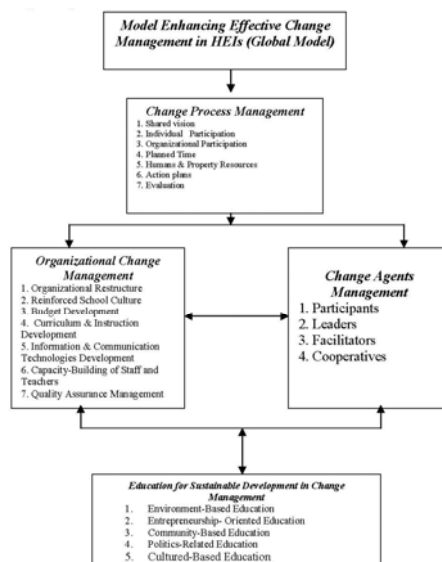 Model Enhancing Effective Change
Management in HEIs (Global Model)
Change Process Management
1. Shared vision
2. Individual Participation
3. Organizational Participation
4. Planned Time
5. Humans & Property Resources
6. Action plans
7. Evaluation
Organizational Change
Management
1. Organizational Restructure
2. Reinforced School Culture
3. Budget Development
4. Curriculum & Instruction
Development
5. Information & Communication
Technologies Development
6. Capacity-Building of Staff and
Teachers
7. Quality Assurance Management
Change Agents
Management
1. Participants
2. Leaders
3. Facilitators
4. Cooperatives
Education for Sustainable Development in Change
Management
1. Environment-Based Education
2. Entrepreneurship- Oriented Education
3. Community-Based Education
4. Politics-Related Education
5. Cultured-Based Education